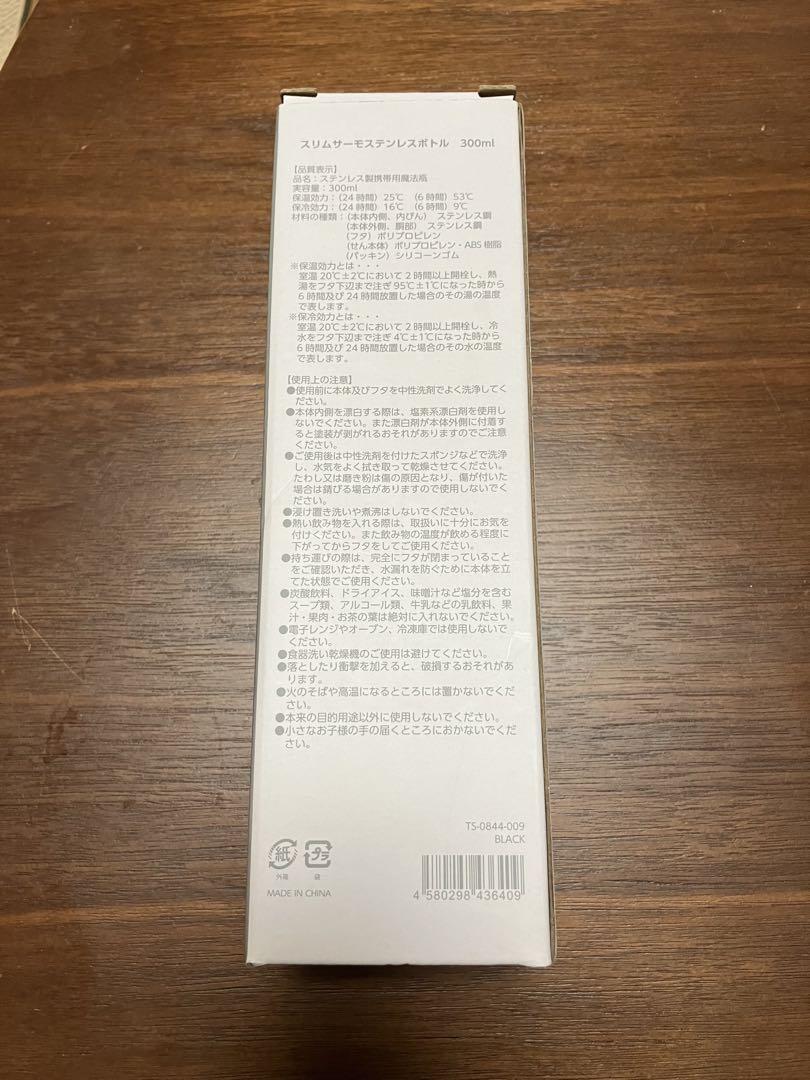 スリムサーモステンレスボトル 300ml
【品質表示】
品名：ステンレス製携帯用魔法瓶
実容量：300ml
保温効力：（24時間）25℃ （6時間）53℃
保冷効力：（24時間）16℃ （6時間）9℃
材料の種類：（本体内側、内びん） ステンレス鋼
（本体外側、胴部） ステンレス鋼
（フタ）ポリプロピレン
（せん本体）ポリプロピレン・ABS樹脂
（パッキン）シリコーンゴム
※保温効力とは・・・
室温20℃±2℃において2時間以上開栓し、熱
湯をフタ下辺まで注ぎ95℃±1℃になった時から
6時間及び24時間放置した場合のその湯の温度
で表します。
※保冷効力とは・・・
室温20℃±2℃において2時間以上開栓し、冷
水をフタ下辺まで注ぎ4℃±1℃になった時から
6時間及び24時間放置した場合のその水の温度
で表します。
【使用上の注意】
●使用前に本体及びフタを中性洗剤でよく洗浄してく
ださい。
●本体内側を漂白する際は、塩素系漂白剤を使用し
ないでください。また漂白剤が本体外側に付着す
ると塗装が剥がれるおそれがありますのでご注意
ください。
●ご使用後は中性洗剤を付けたスポンジなどで洗浄
し、水気をよく拭き取って乾燥させてください。
たわし又は磨き粉は傷の原因となり、傷が付いた
場合は錆びる場合がありますので使用しないでく
ださい。
●浸け置き洗いや煮沸はしないでください。
●熱い飲み物を入れる際は、取扱いに十分にお気を
付けください。また飲み物の温度が飲める程度に
下がってからフタをしてご使用ください。
●持ち運びの際は、完全にフタが閉まっていること
をご確認いただき、水漏れを防ぐために本体を立
てた状態でご使用ください。
●炭酸飲料、ドライアイス、味噌汁など塩分を含む
スープ類、アルコール類、牛乳などの乳飲料、果
汁・果肉・お茶の葉は絶対に入れないでください。
●電子レンジやオーブン、冷凍庫では使用しないで
ください。
●食器洗い乾燥機のご使用は避けてください。
●落としたり衝撃を加えると、破損するおそれがあ
ります。
●火のそばや高温になるところには置かないでくだ
さい。
●本来の目的用途以外に使用しないでください。
●小さなお子様の手の届くところにおかないでくだ
さい。
TS-0844-009
BLACK
紙 プラ
外箱 袋
MADE IN CHINA
4 580298 436409